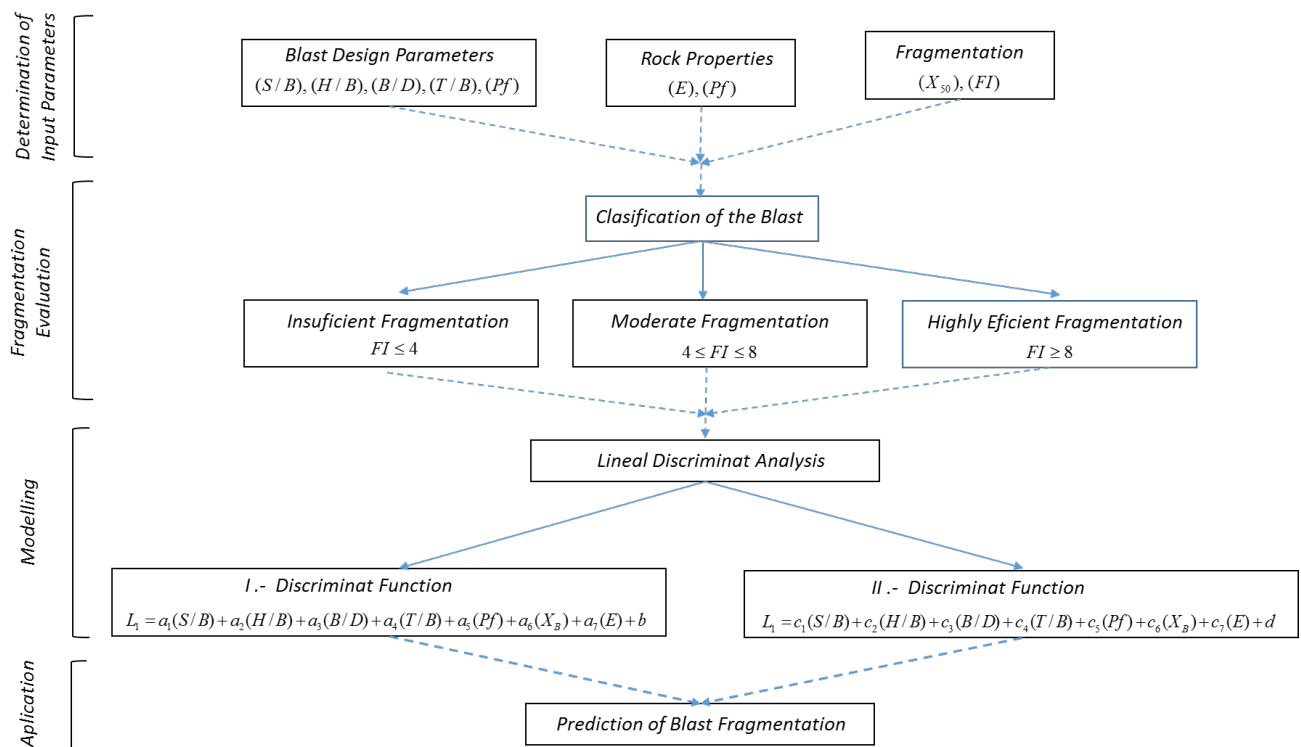 Determination of
Input Parameters
Blast Design Parameters
(S / B), (H / B), (B / D), (T / B), (Pf)
Rock Properties
(E), (Pf)
Fragmentation
(X₅₀), (FI)
Fragmentation
Evaluation
Clasification of the Blast
Insuficient Fragmentation
FI ≤ 4
Moderate Fragmentation
4 ≤ FI ≤ 8
Highly Eficient Fragmentation
FI ≥ 8
Modelling
Lineal Discriminat Analysis
I .- Discriminat Function
L₁ = a₁(S / B) + a₂(H / B) + a₃(B / D) + a₄(T / B) + a₅(Pf) + a₆(X_B) + a₇(E) + b
II .- Discriminat Function
L₁ = c₁(S / B) + c₂(H / B) + c₃(B / D) + c₄(T / B) + c₅(Pf) + c₆(X_B) + c₇(E) + d
Aplication
Prediction of Blast Fragmentation